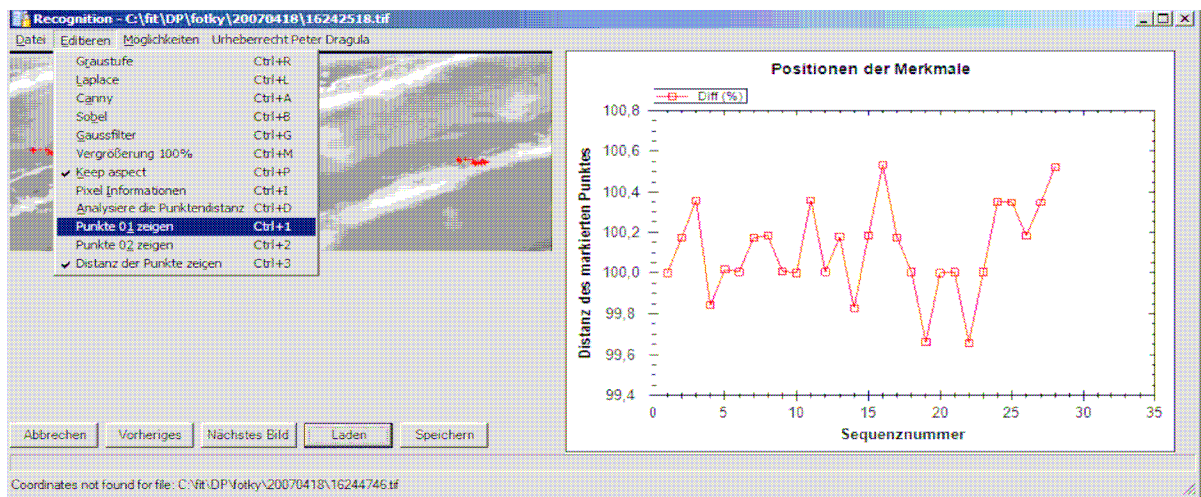 Recognition - C:\fit\DP\fotky\20070418\16242518.tif
Datei Editieren Möglichkeiten Urheberrecht Peter Dragula
Graustufe Ctrl+R
Laplace Ctrl+L
Canny Ctrl+A
Sobel Ctrl+B
Gaussfilter Ctrl+G
Vergrößerung 100% Ctrl+M
Keep aspect Ctrl+P
Pixel Informationen Ctrl+I
Analysiere die Punktendistanz Ctrl+D
Punkte 01 zeigen Ctrl+1
Punkte 02 zeigen Ctrl+2
Distanz der Punkte zeigen Ctrl+3
Positionen der Merkmale
Diff (%)
Distanz des markierten Punktes
100,8
100,6
100,4
100,2
100,0
99,8
99,6
99,4
0 5 10 15 20 25 30 35
Sequenznummer
Abbrechen Vorheriges Nächstes Bild Laden Speichern
Coordinates not found for file: C:\fit\DP\fotky\20070418\16244746.tif